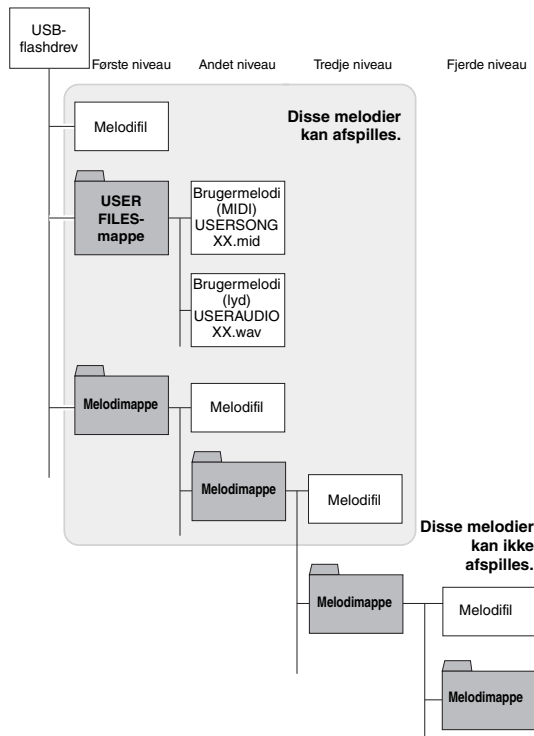 USB-
flashdrev
Første niveau
Andet niveau
Tredje niveau
Fjerde niveau
Melodifil
Disse melodier
kan afspilles.
USER
FILES-
mappe
Brugermelodi
(MIDI)
USERSONG
XX.mid
Brugermelodi
(lyd)
USERAUDIO
XX.wav
Melodimappe
Melodifil
Melodimappe
Melodifil
Disse melodier
kan ikke
afspilles.
Melodimappe
Melodifil
Melodimappe